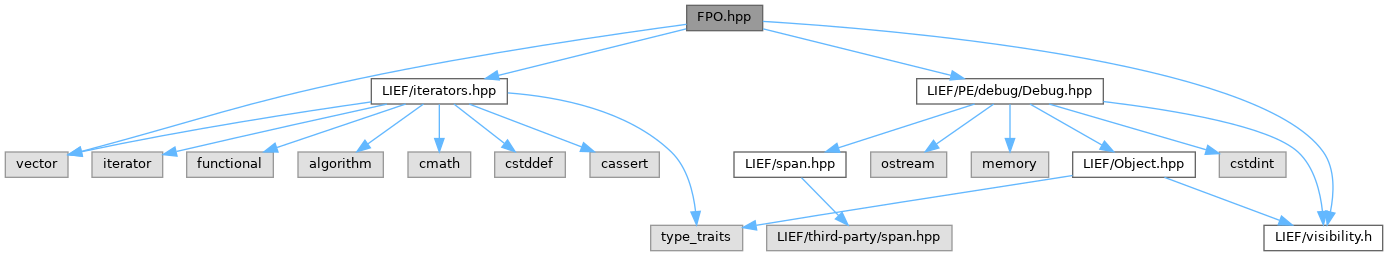 FPO.hpp
LIEF/iterators.hpp
LIEF/PE/debug/Debug.hpp
vector
iterator
functional
algorithm
cmath
cstddef
cassert
LIEF/span.hpp
ostream
memory
LIEF/Object.hpp
cstdint
type_traits
LIEF/third-party/span.hpp
LIEF/visibility.h